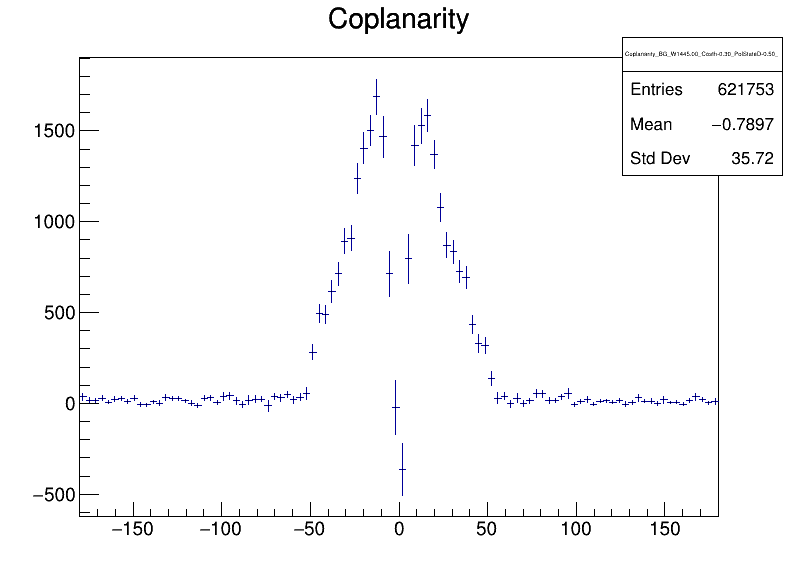 Coplanarity
Coplanarity_BG_W1445.00_Costh-0.30_PolStateD-0.50_
Entries 621753
Mean −0.7897
Std Dev 35.72
1500
1000
500
0
−500
−150 −100 −50 0 50 100 150